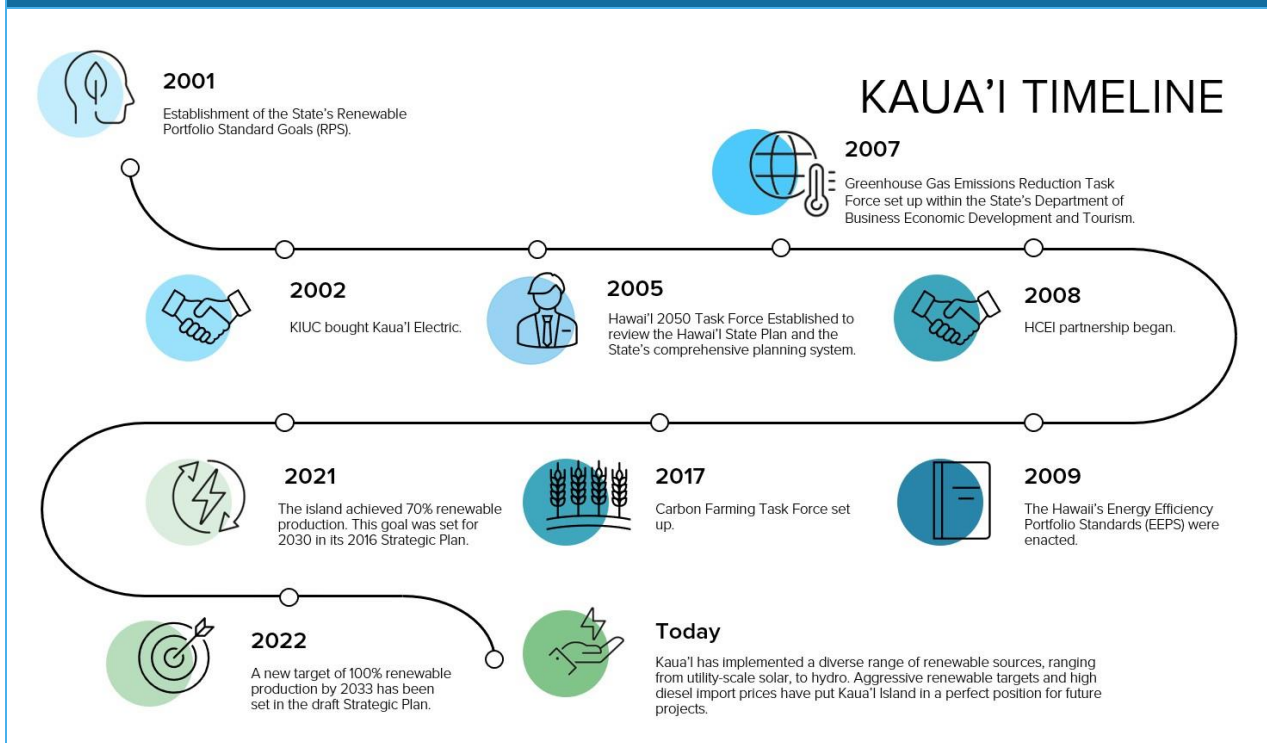 KAUA'I TIMELINE
2001
Establishment of the State's Renewable
Portfolio Standard Goals (RPS).
2002
KIUC bought Kaua'I Electric.
2005
Hawai'I 2050 Task Force Established to
review the Hawai'I State Plan and the
State's comprehensive planning system.
2007
Greenhouse Gas Emissions Reduction Task
Force set up within the State's Department of
Business Economic Development and Tourism.
2008
HCEI partnership began.
2009
The Hawaii's Energy Efficiency
Portfolio Standards (EEPS) were
enacted.
2017
Carbon Farming Task Force set
up.
2021
The island achieved 70% renewable
production. This goal was set for
2030 in its 2016 Strategic Plan.
2022
A new target of 100% renewable
production by 2033 has been
set in the draft Strategic Plan.
Today
Kaua'I has implemented a diverse range of renewable sources, ranging
from utility-scale solar, to hydro. Aggressive renewable targets and high
diesel import prices have put Kaua'I Island in a perfect position for future
projects.